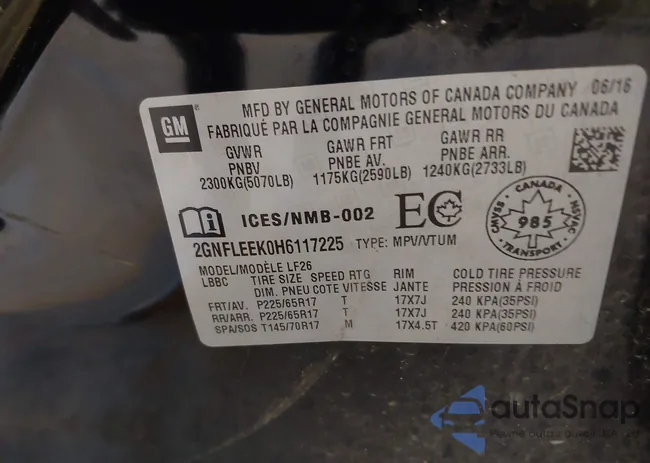 GM
MFD BY GENERAL MOTORS OF CANADA COMPANY 06/16
FABRIQUÉ PAR LA COMPAGNIE GENERAL MOTORS DU CANADA
GVWR GAWR FRT GAWR RR
PNBV PNBE AV. PNBE ARR.
2300KG(5070LB) 1175KG(2590LB) 1240KG(2733LB)
ICES/NMB-002 EC
CANADA
CMVSS 985 NSVAC
TRANSPORT
2GNFLEEK0H6117225 TYPE: MPV/VTUM
MODEL/MODÈLE LF26
LBBC TIRE SIZE SPEED RTG RIM COLD TIRE PRESSURE
DIM. PNEU COTE VITESSE JANTE PRESSION À FROID
FRT/AV. P225/65R17 T 17X7J 240 KPA(35PSI)
RR/ARR. P225/65R17 T 17X7J 240 KPA(35PSI)
SPA/SOS T145/70R17 M 17X4.5T 420 KPA(60PSI)
autaSnap